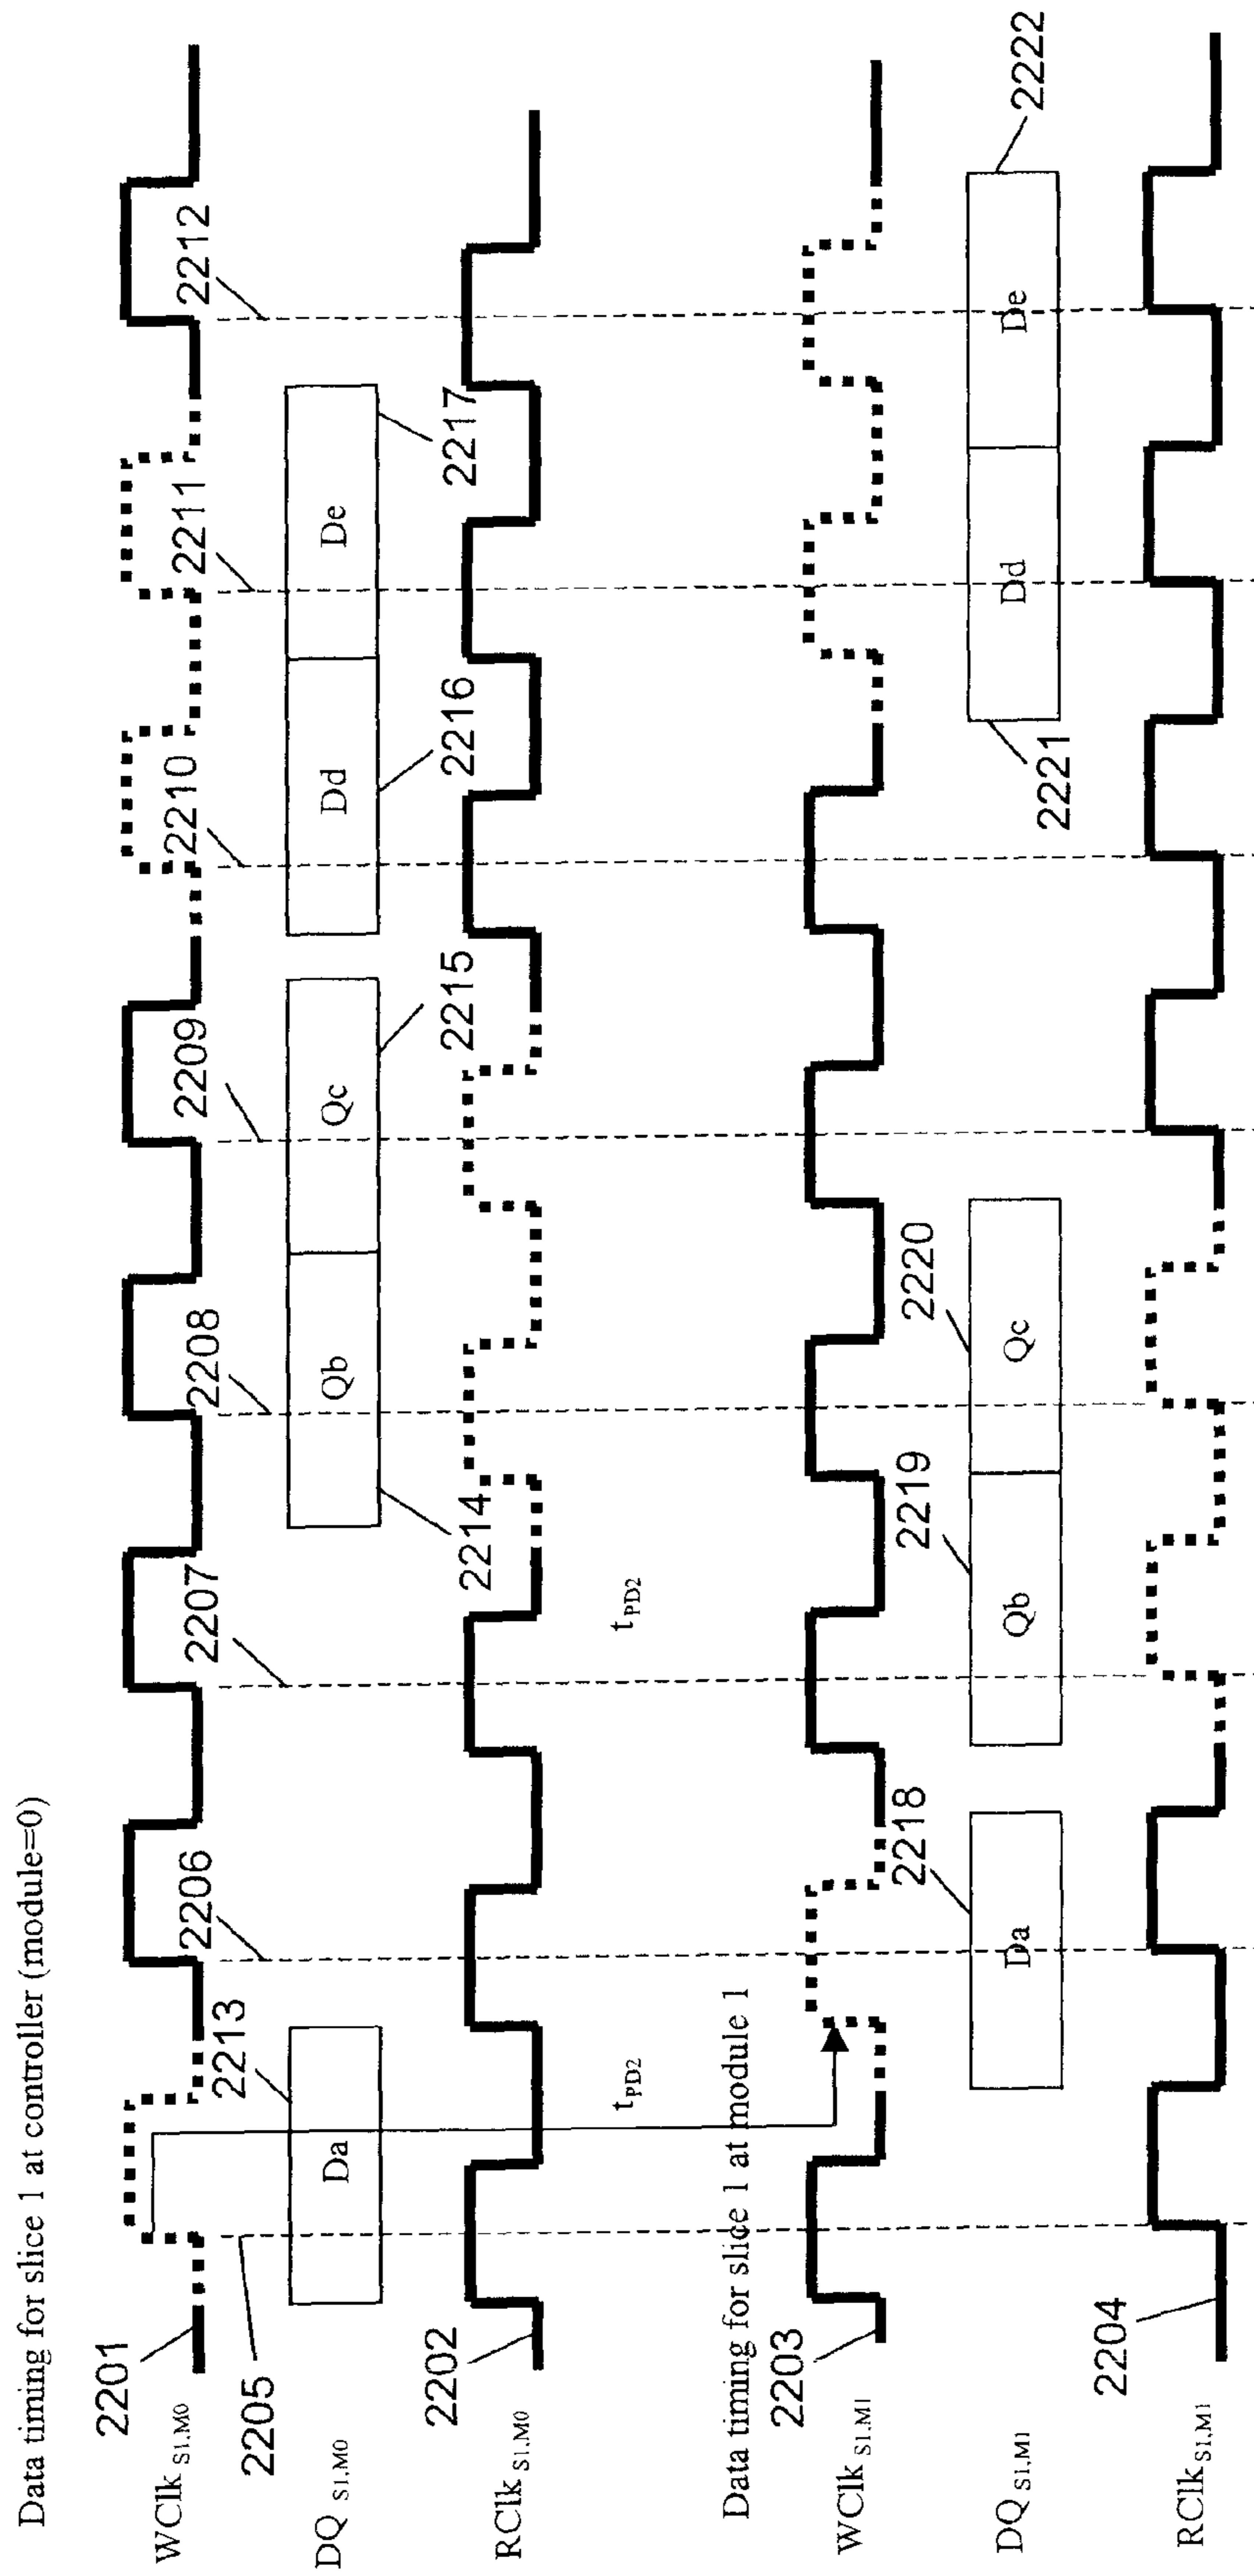 Data timing for slice 1 at controller (module=0)
2201
WClk S1,M0
2205
2206
2207
2208
2209
2210
2211
2212
DQ S1,M0
2213
Da
2214
Qb
Qc
2215
Dd
2216
De
2217
2202
RClk S1,M0
tPD2
tPD2
Data timing for slice 1 at module 1
2203
WClk S1,M1
DQ S1,M1
2218
Da
2219
Qb
2220
Qc
2221
Dd
De
2222
2204
RClk S1,M1